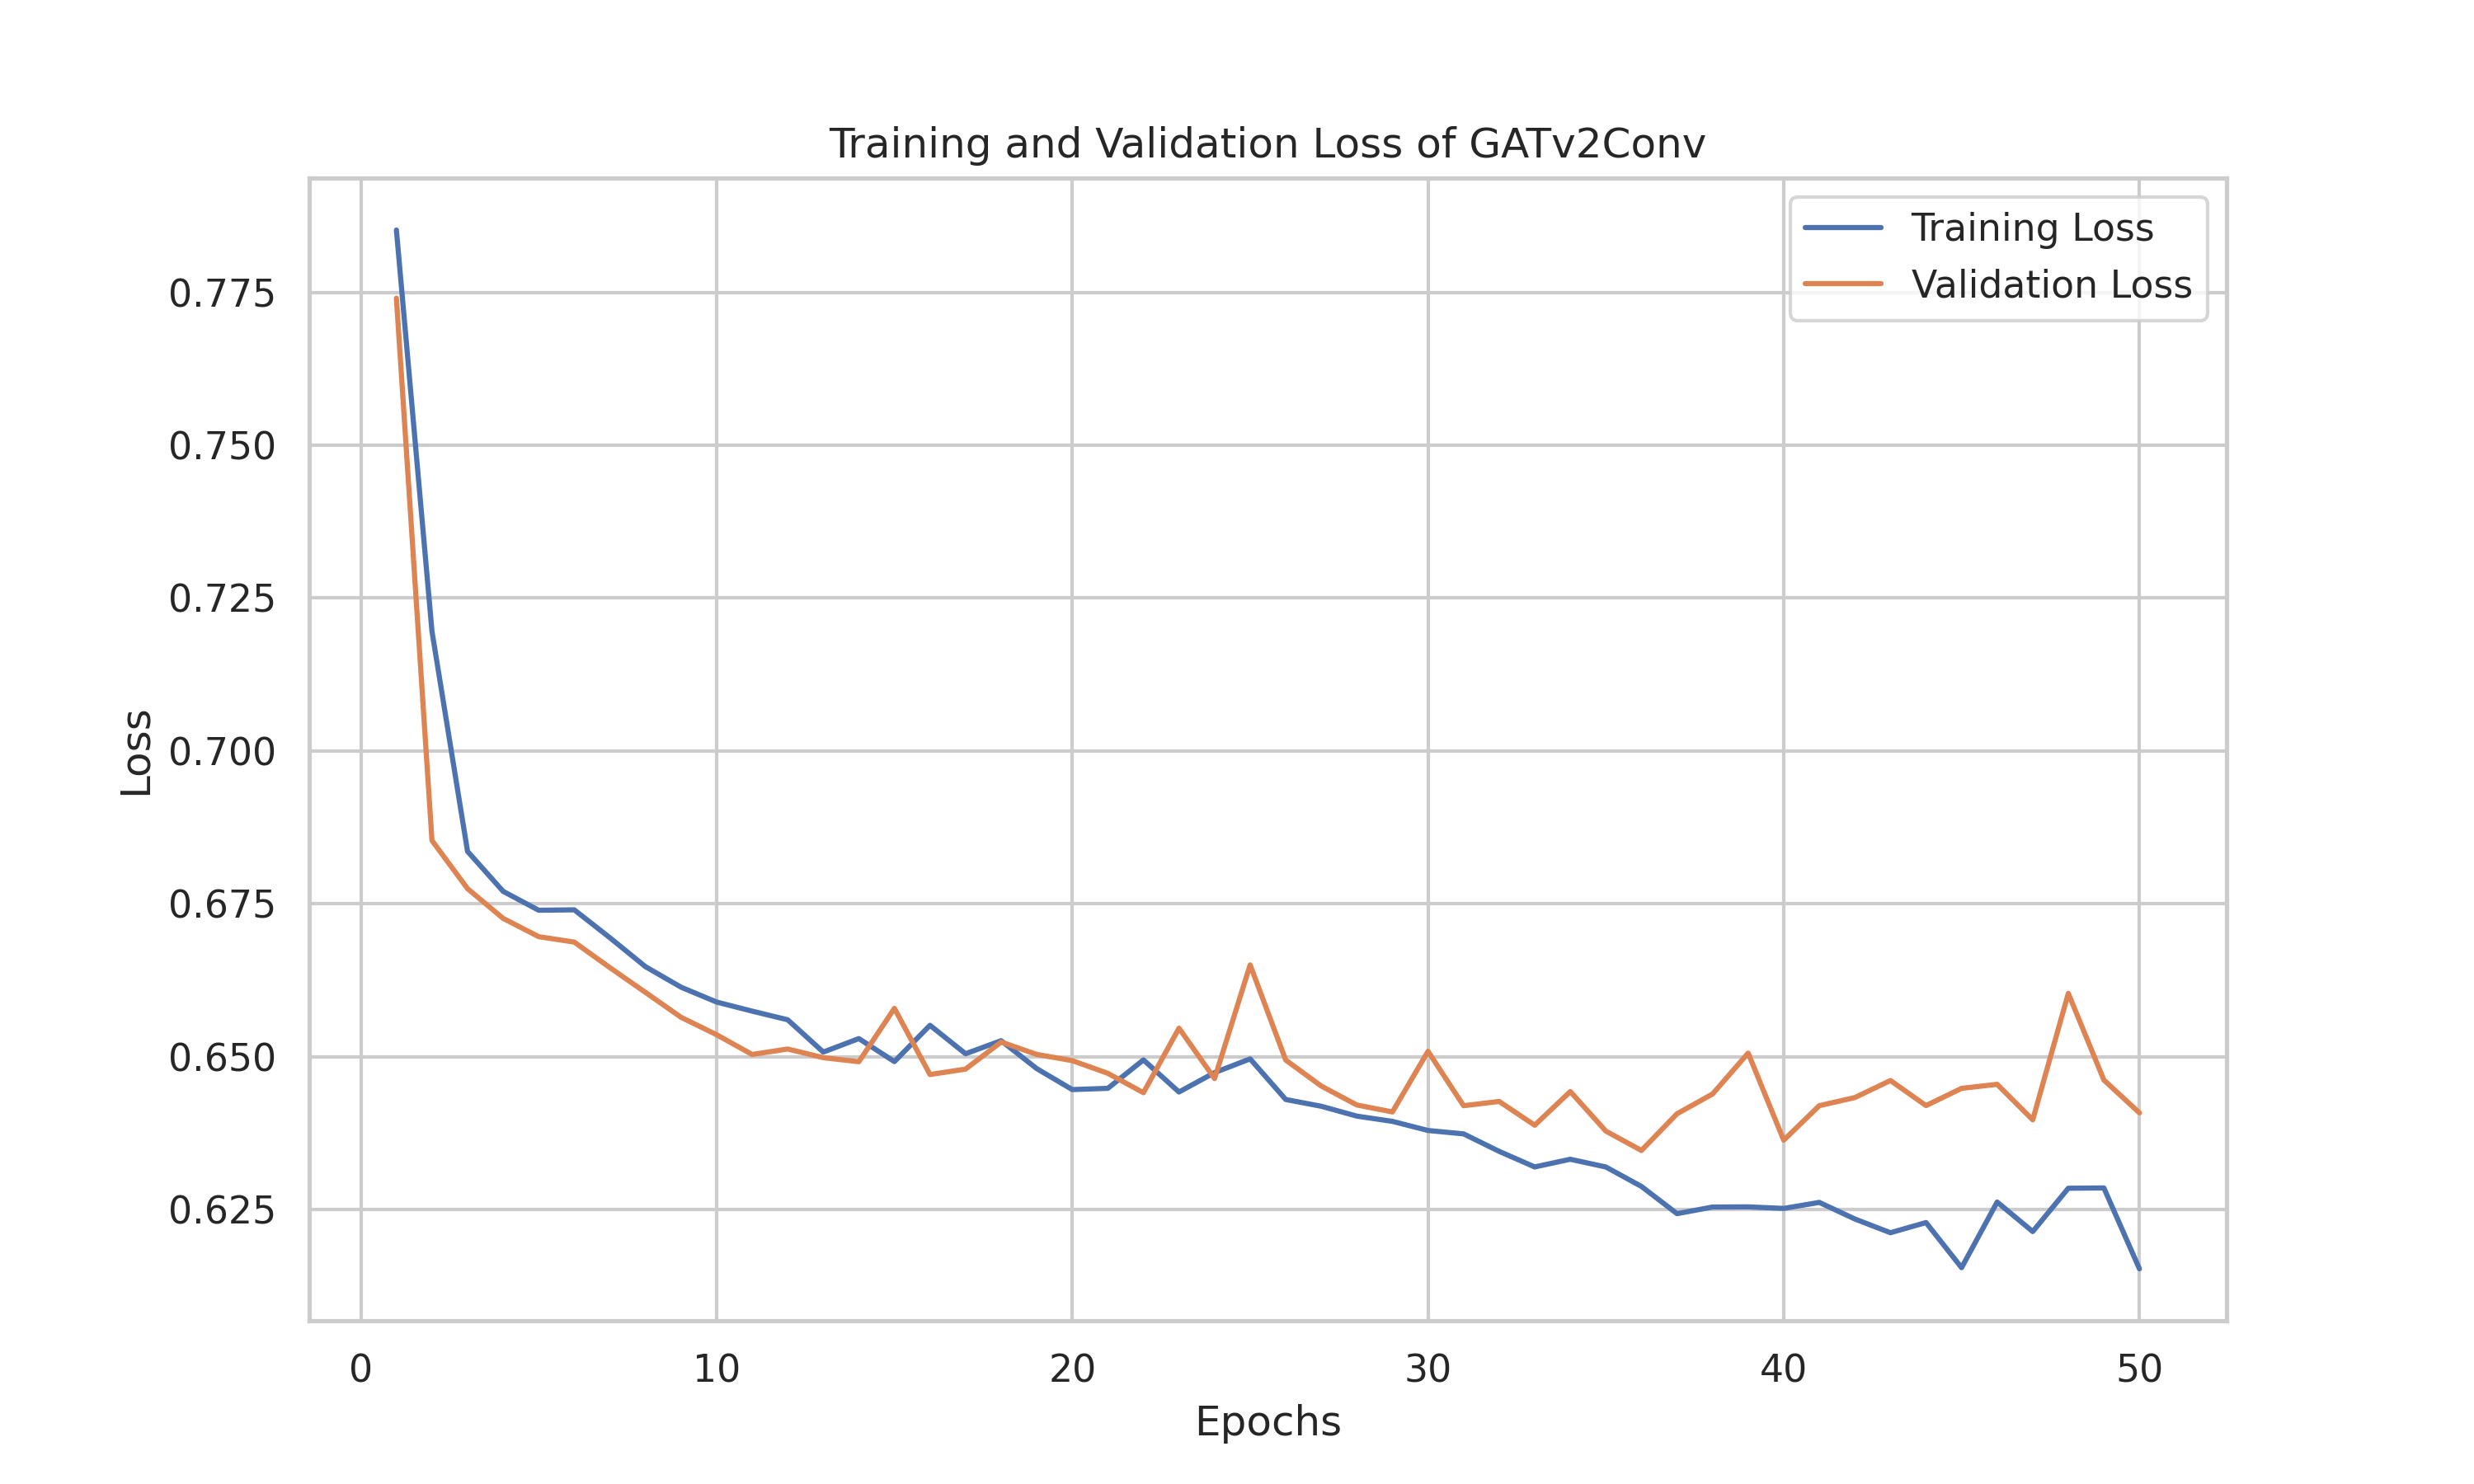 Training and Validation Loss of GATv2Conv
Training Loss
Validation Loss
0.775
0.750
0.725
0.700
0.675
0.650
0.625
Loss
0 10 20 30 40 50
Epochs